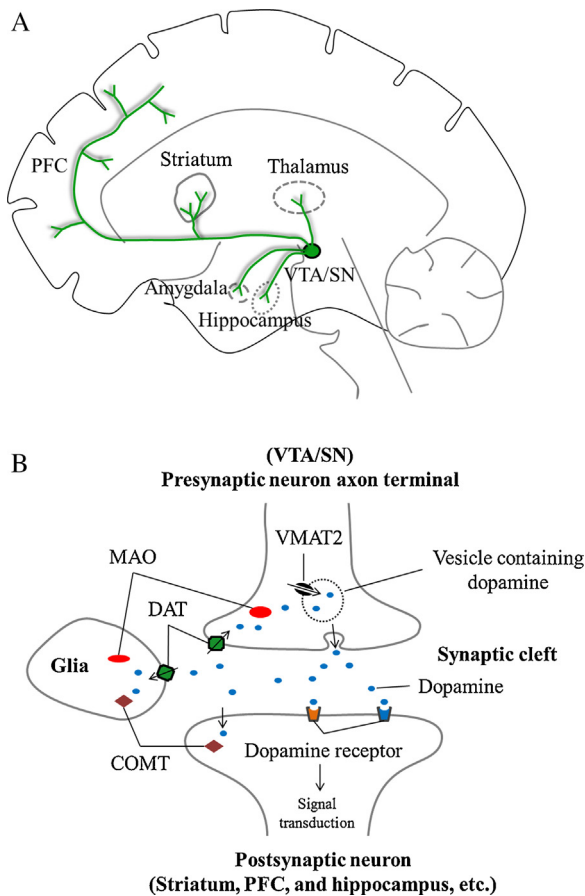 A
PFC
Striatum
Thalamus
VTA/SN
Amygdala
Hippocampus
B
(VTA/SN)
Presynaptic neuron axon terminal
VMAT2
MAO
Vesicle containing
dopamine
DAT
Glia
Synaptic cleft
Dopamine
COMT
Dopamine receptor
Signal
transduction
Postsynaptic neuron
(Striatum, PFC, and hippocampus, etc.)